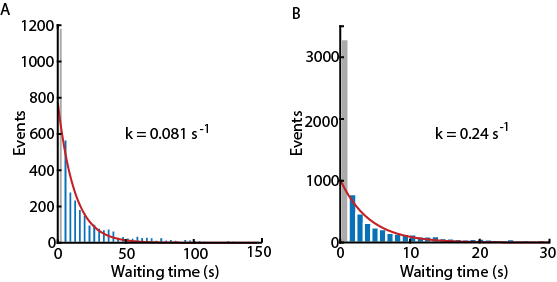 A
1200
1000
800
600
400
200
0
Events
k = 0.081 s-1
0
50
100
150
Waiting time (s)
B
3000
2000
1000
0
Events
k = 0.24 s-1
0
10
20
30
Waiting time (s)